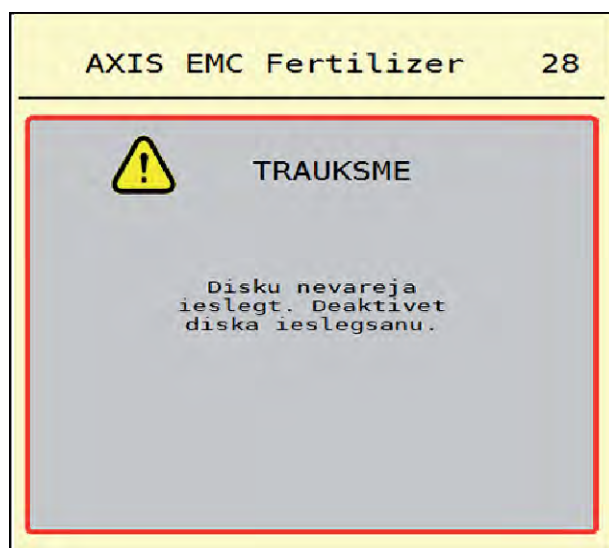 AXIS EMC Fertilizer 28
TRAUKSME
Disku nevareja
ieslegt. Deaktivet
diska ieslegsanu.